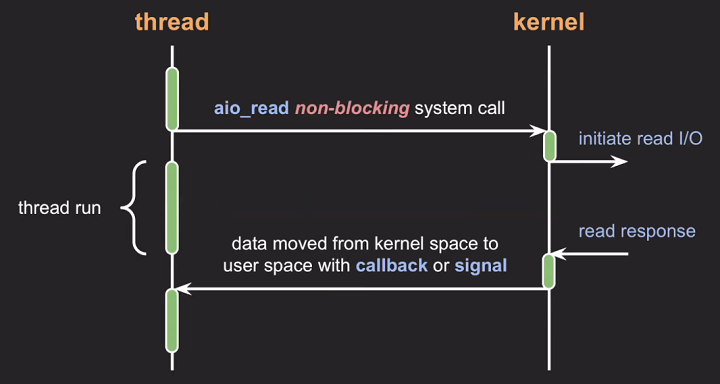 thread
kernel
aio_read non-blocking system call
initiate read I/O
thread run
read response
data moved from kernel space to
user space with callback or signal